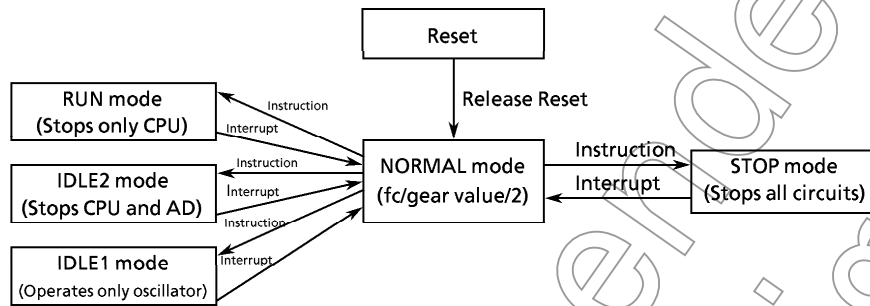 Reset
Release Reset
RUN mode
(Stops only CPU)
Instruction
Interrupt
IDLE2 mode
(Stops CPU and AD)
Instruction
Interrupt
IDLE1 mode
(Operates only oscillator)
Instruction
Interrupt
NORMAL mode
(fc/gear value/2)
Instruction
Interrupt
STOP mode
(Stops all circuits)